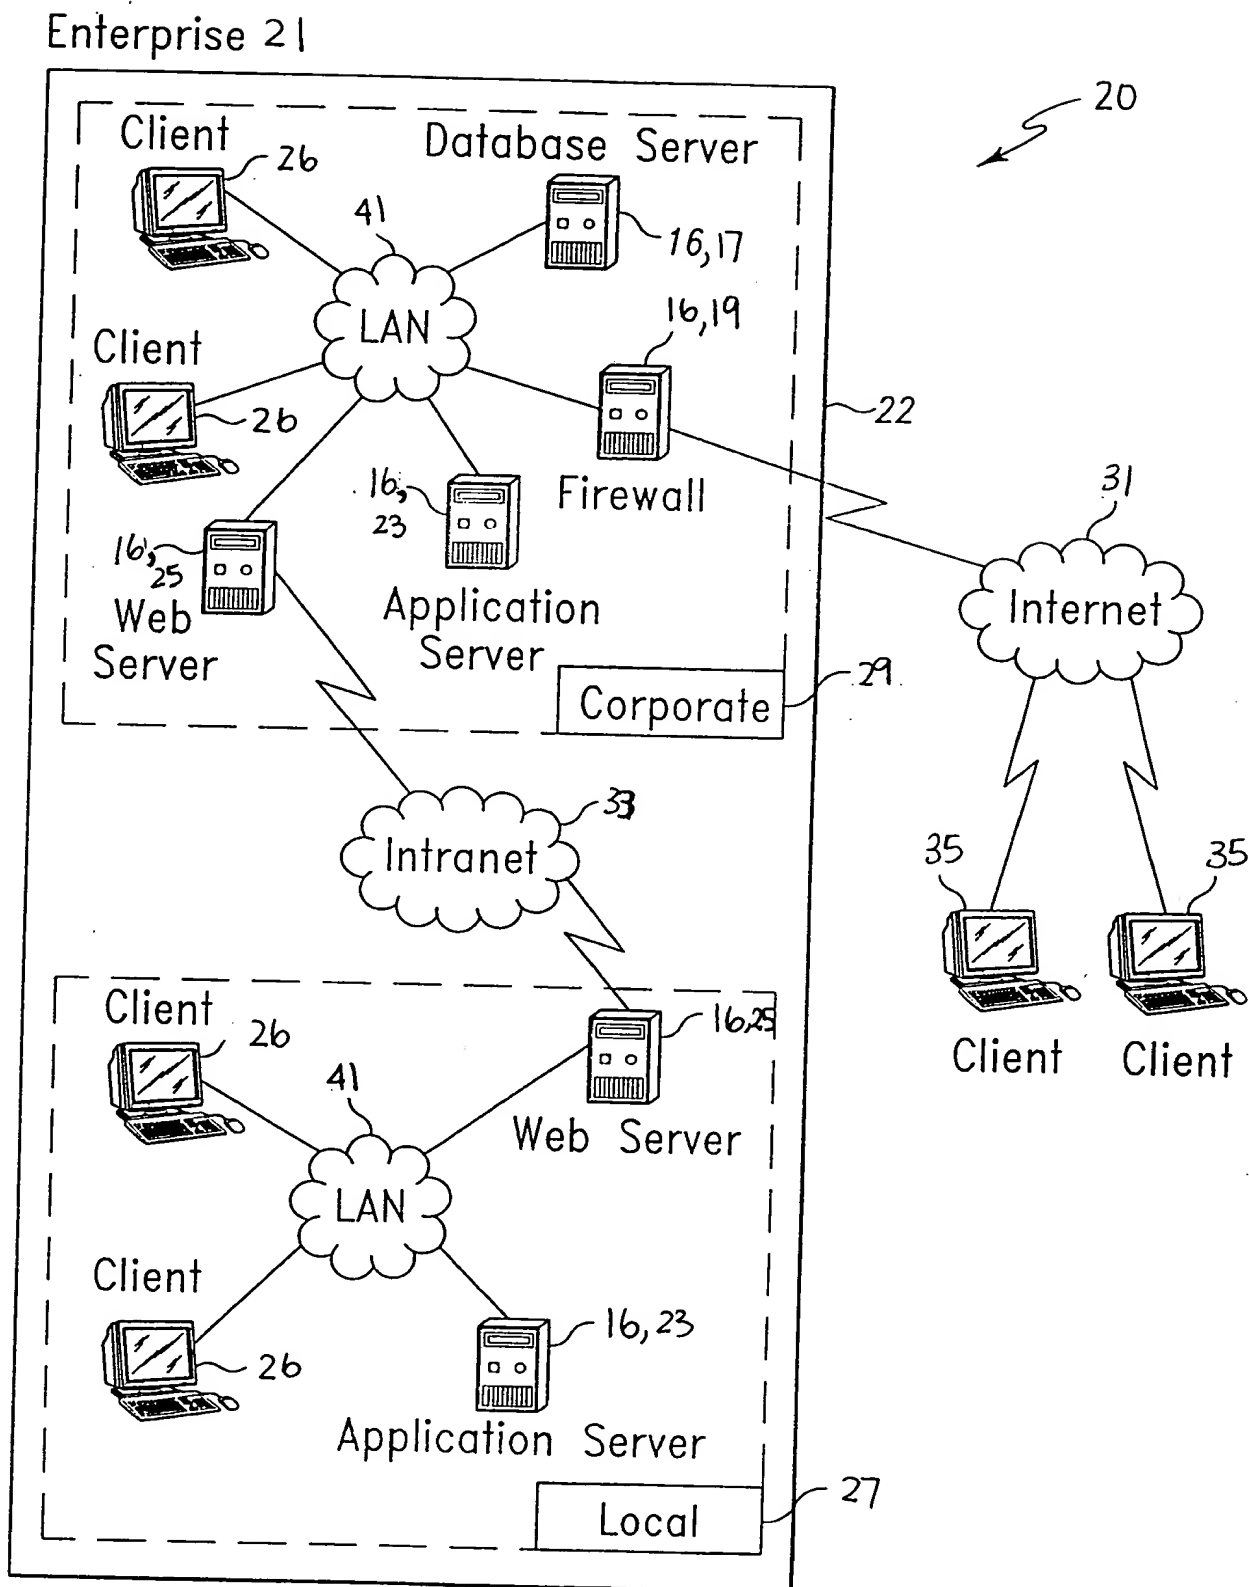 Enterprise 21
20
Client
26
Database Server
16,17
41
LAN
16,19
Firewall
22
Client
26
16,
23
Application
Server
16,
25
Web
Server
Corporate
29
31
Internet
33
Intranet
35
35
Client
Client
Client
26
16,25
Web Server
41
LAN
Client
26
16,23
Application Server
Local
27